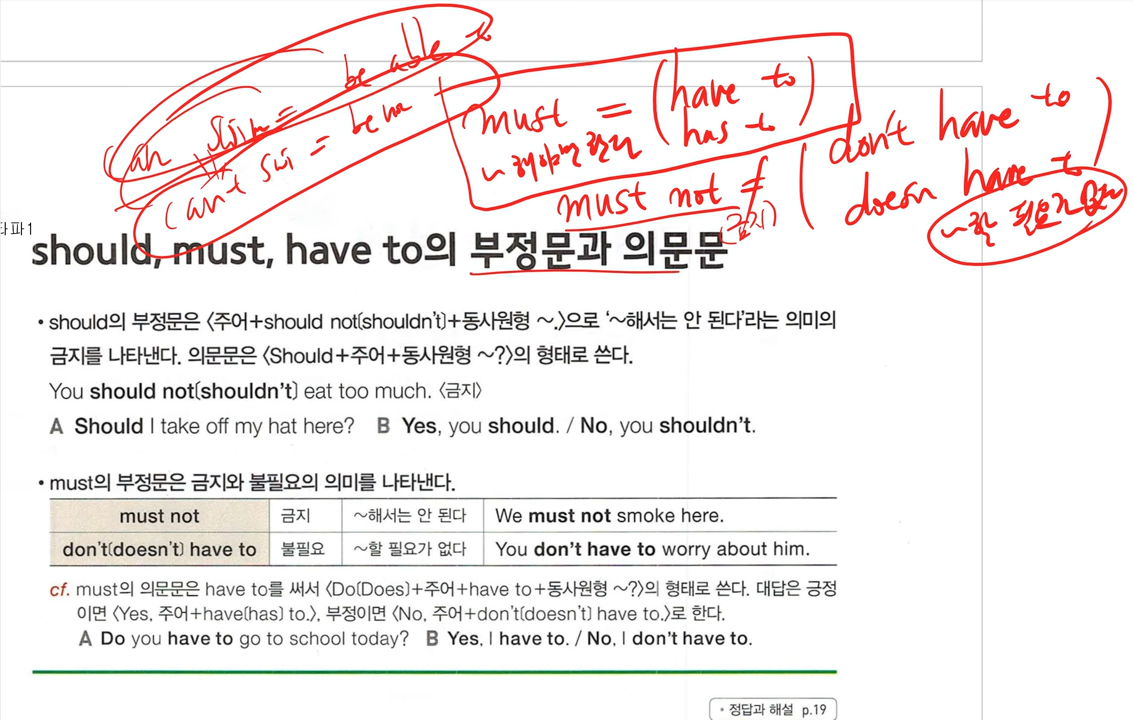 be able to
can swim =
can't swi = be
must = (have to
has to)
~해야만 한다
must not ≠ (don't have to
doesn have to)
(금지)
~할 필요가 없다
타파1
should, must, have to의 부정문과 의문문
• should의 부정문은 〈주어+should not(shouldn't)+동사원형 ~.〉으로 '~해서는 안 된다'라는 의미의
금지를 나타낸다. 의문문은 〈Should+주어+동사원형 ~?〉의 형태로 쓴다.
You should not(shouldn't) eat too much. 〈금지〉
A Should I take off my hat here? B Yes, you should. / No, you shouldn't.
• must의 부정문은 금지와 불필요의 의미를 나타낸다.
must not 금지 ~해서는 안 된다 We must not smoke here.
don't(doesn't) have to 불필요 ~할 필요가 없다 You don't have to worry about him.
cf. must의 의문문은 have to를 써서 〈Do(Does)+주어+have to+동사원형 ~?〉의 형태로 쓴다. 대답은 긍정
이면 〈Yes, 주어+have(has) to.〉, 부정이면 〈No, 주어+don't(doesn't) have to.〉로 한다.
A Do you have to go to school today? B Yes, I have to. / No, I don't have to.
• 정답과 해설 p.19